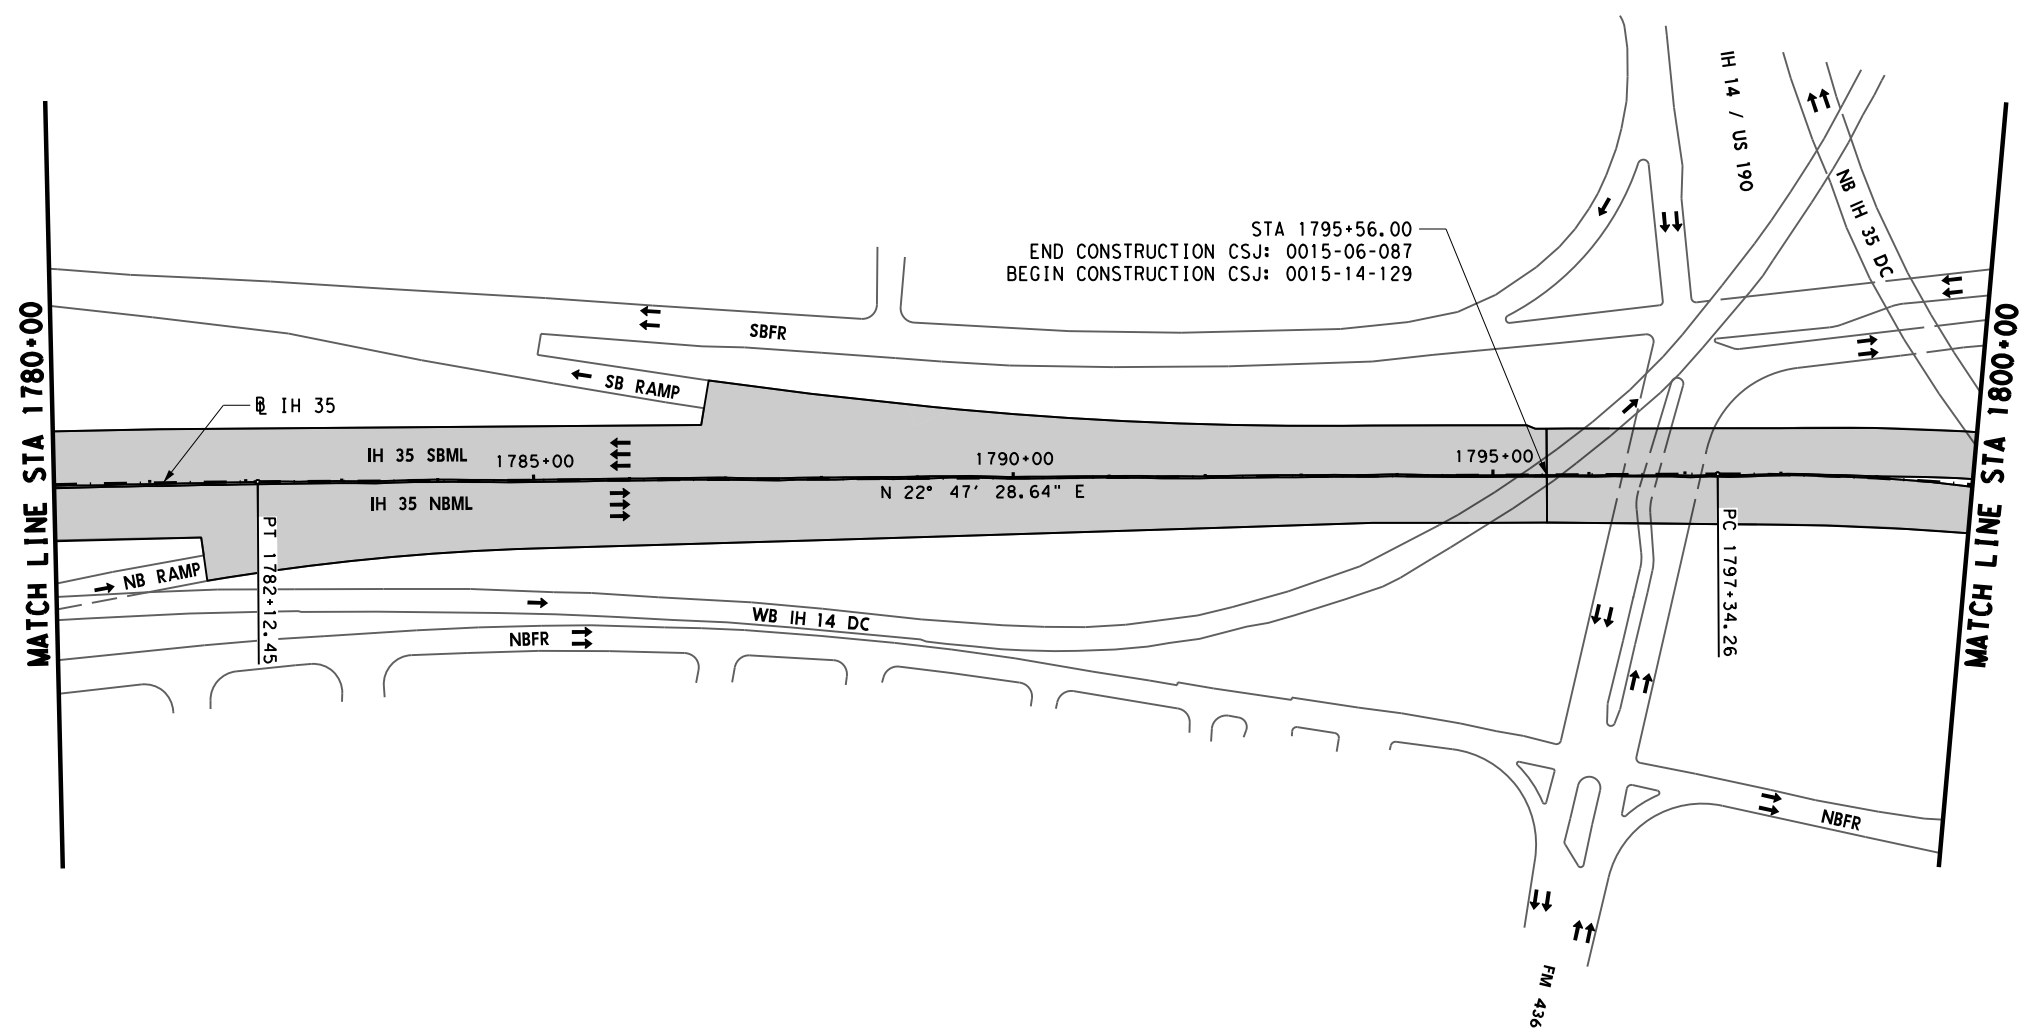 IH 14 / US 190
NB IH 35 DC
STA 1795+56.00
END CONSTRUCTION CSJ: 0015-06-087
BEGIN CONSTRUCTION CSJ: 0015-14-129
MATCH LINE STA 1780+00
MATCH LINE STA 1800+00
SBFR
SB RAMP
BL IH 35
IH 35 SBML
1785+00
1790+00
1795+00
N 22° 47' 28.64" E
IH 35 NBML
PT 1782+12.45
PC 1797+34.26
NB RAMP
WB IH 14 DC
NBFR
NBFR
FM 436